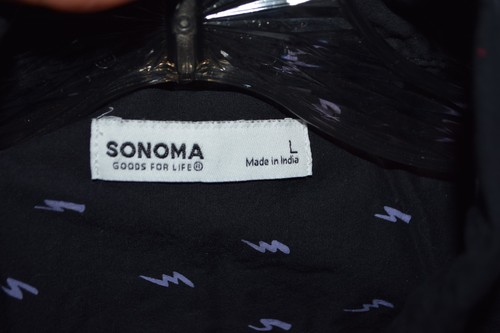 SONOMA
GOODS FOR LIFE®
L
Made in India